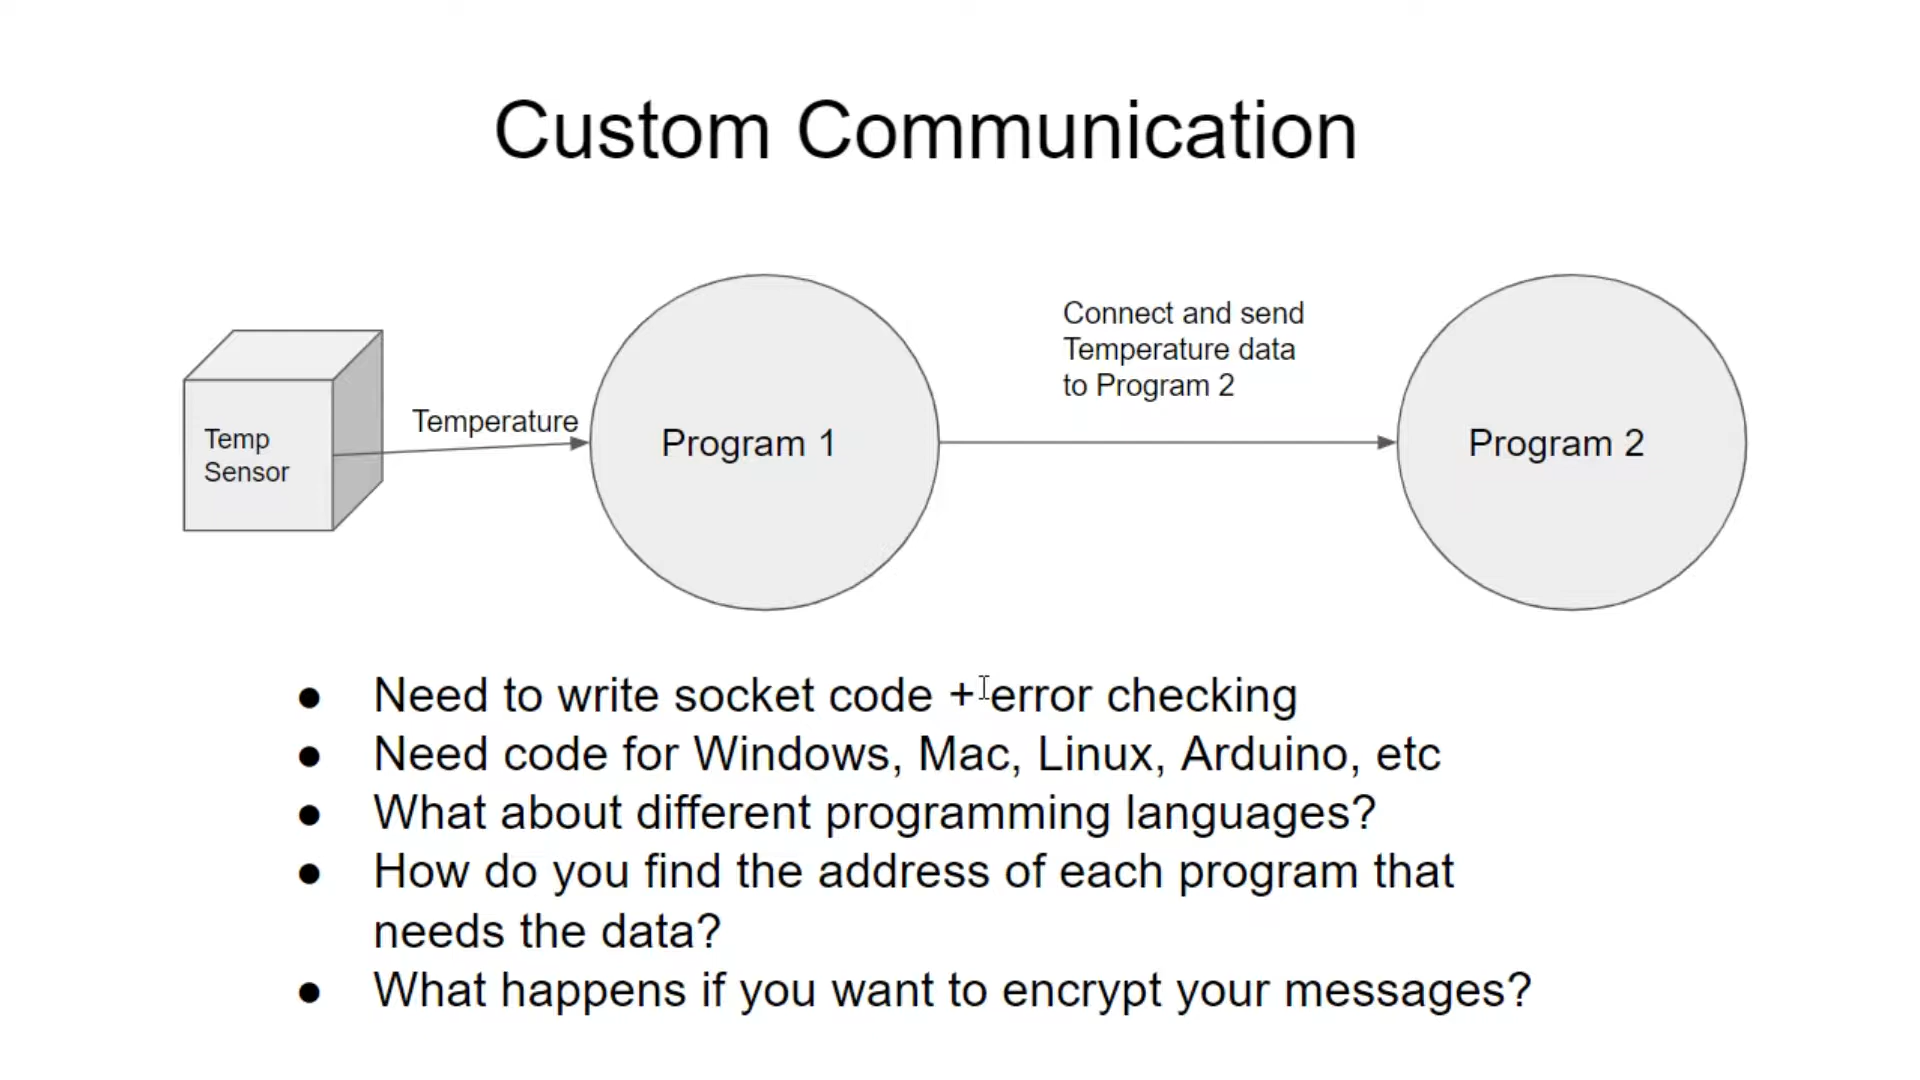 Custom Communication
Connect and send
Temperature data
to Program 2
Temp
Sensor
Temperature
Program 1
Program 2
● Need to write socket code + error checking
● Need code for Windows, Mac, Linux, Arduino, etc
● What about different programming languages?
● How do you find the address of each program that
needs the data?
● What happens if you want to encrypt your messages?